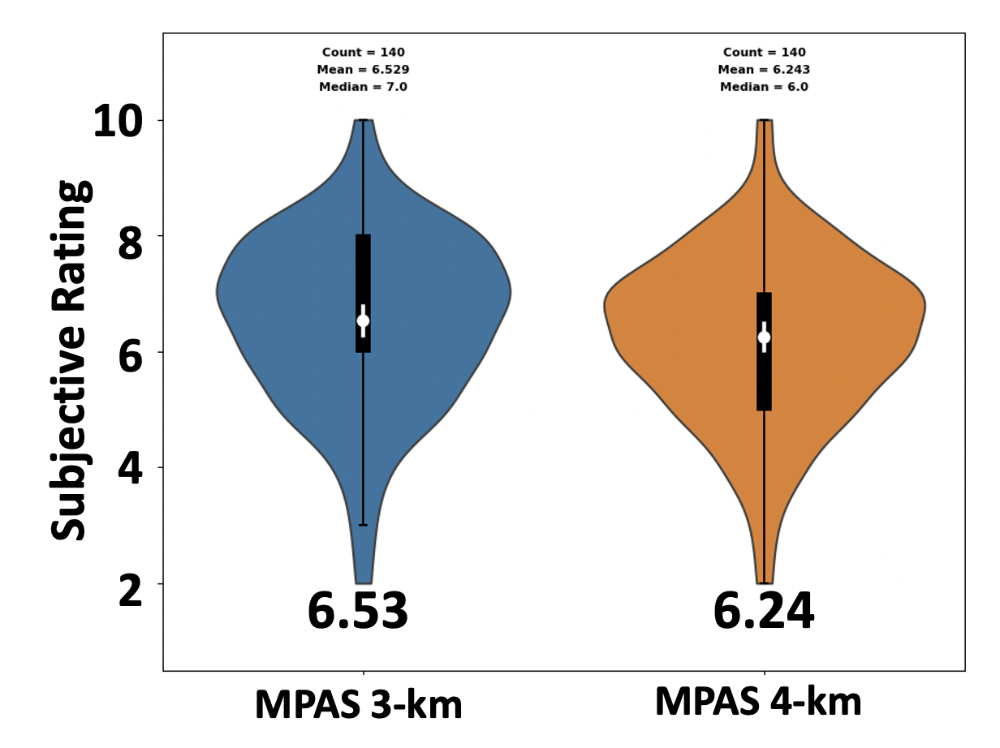 Count = 140
Mean = 6.529
Median = 7.0
Count = 140
Mean = 6.243
Median = 6.0
Subjective Rating
10
8
6
4
2
6.53
6.24
MPAS 3-km
MPAS 4-km